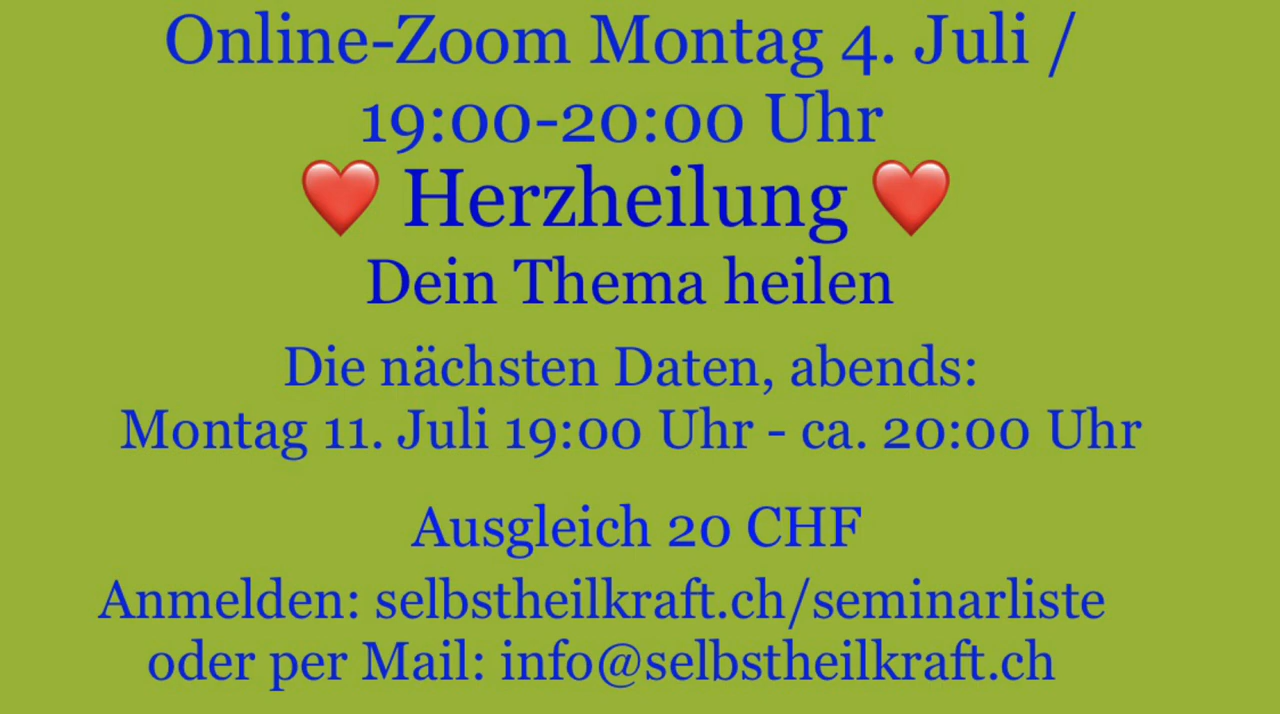 Online-Zoom Montag 4. Juli /
19:00-20:00 Uhr
❤️ Herzheilung ❤️
Dein Thema heilen
Die nächsten Daten, abends:
Montag 11. Juli 19:00 Uhr - ca. 20:00 Uhr
Ausgleich 20 CHF
Anmelden: selbstheilkraft.ch/seminarliste
oder per Mail: info@selbstheilkraft.ch